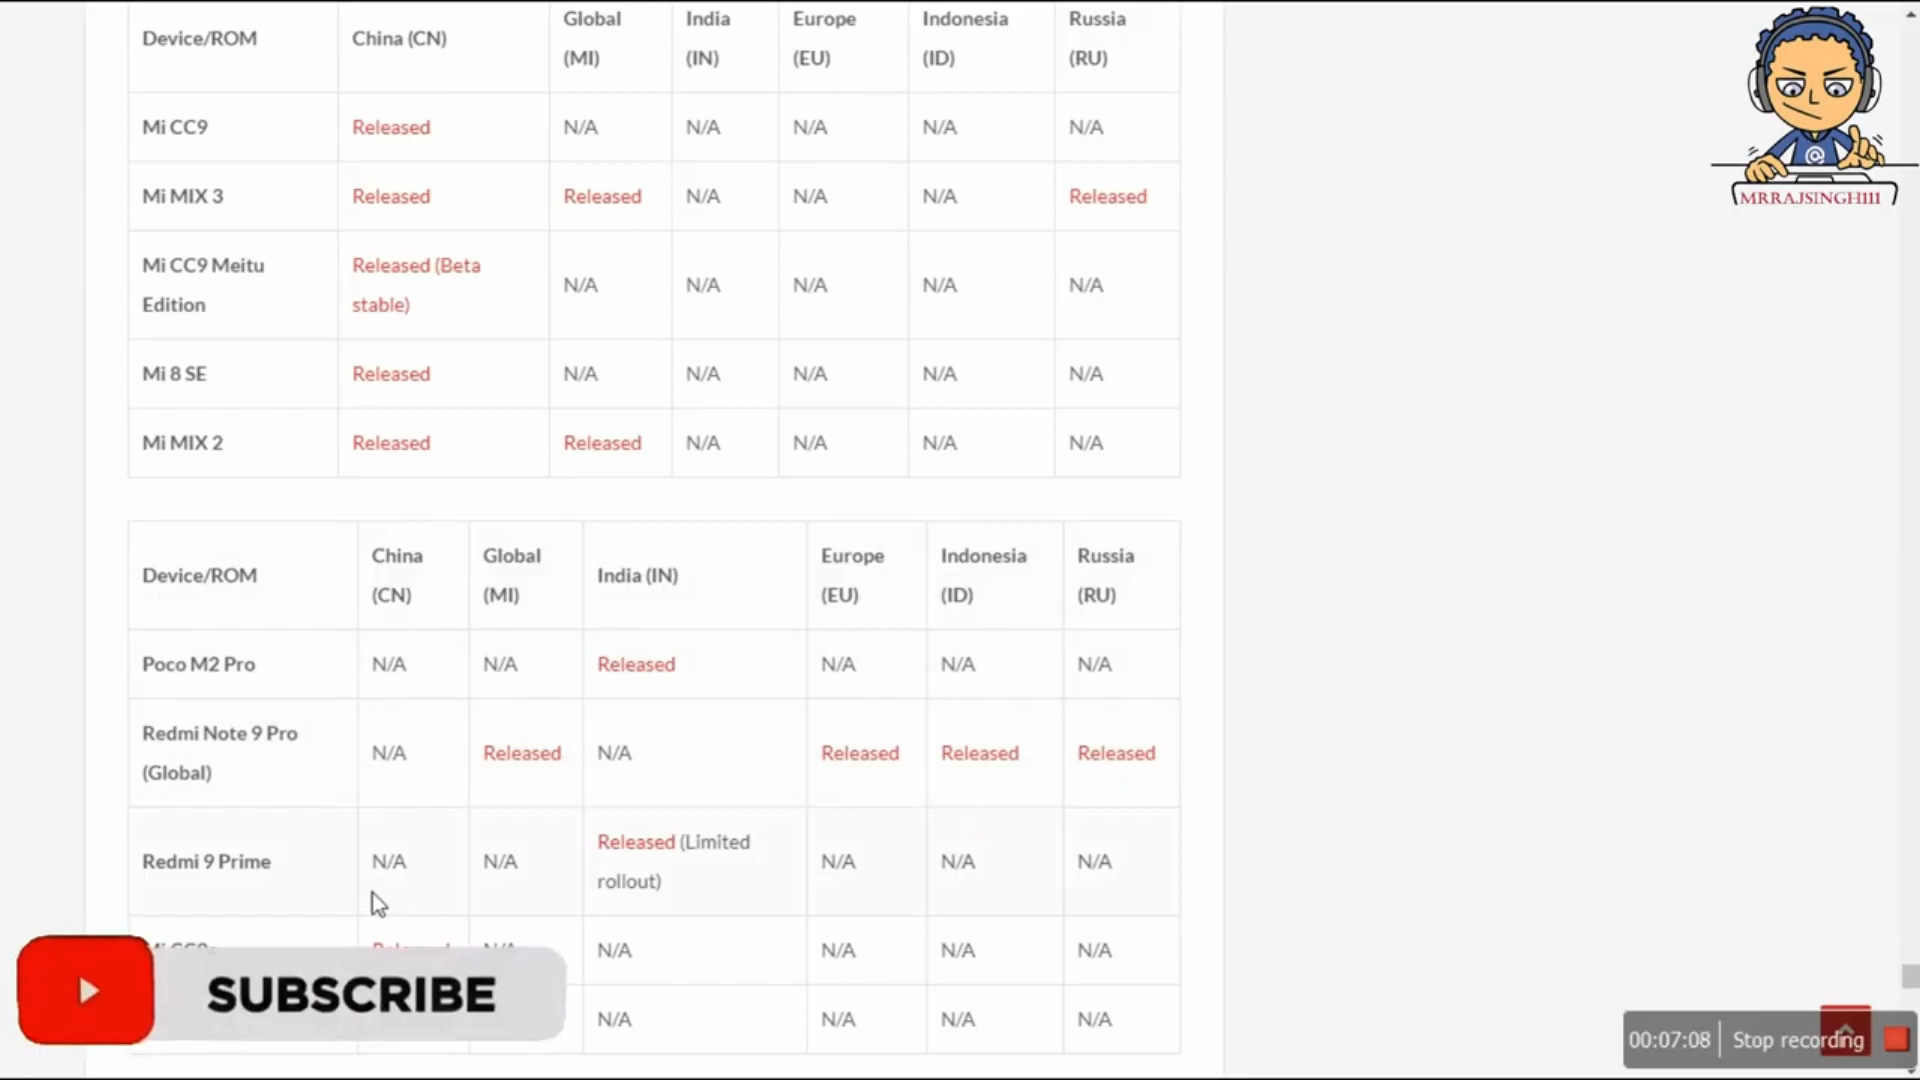 Device/ROM China (CN) Global (MI) India (IN) Europe (EU) Indonesia (ID) Russia (RU)
Mi CC9 Released N/A N/A N/A N/A N/A
Mi MIX 3 Released Released N/A N/A N/A Released
Mi CC9 Meitu Edition Released (Beta stable) N/A N/A N/A N/A N/A
Mi 8 SE Released N/A N/A N/A N/A N/A
Mi MIX 2 Released Released N/A N/A N/A N/A
Device/ROM China (CN) Global (MI) India (IN) Europe (EU) Indonesia (ID) Russia (RU)
Poco M2 Pro N/A N/A Released N/A N/A N/A
Redmi Note 9 Pro (Global) N/A Released N/A Released Released Released
Redmi 9 Prime N/A N/A Released (Limited rollout) N/A N/A N/A
N/A N/A N/A N/A
N/A N/A N/A N/A
SUBSCRIBE
MRRAJSINGH111
00:07:08 Stop recording